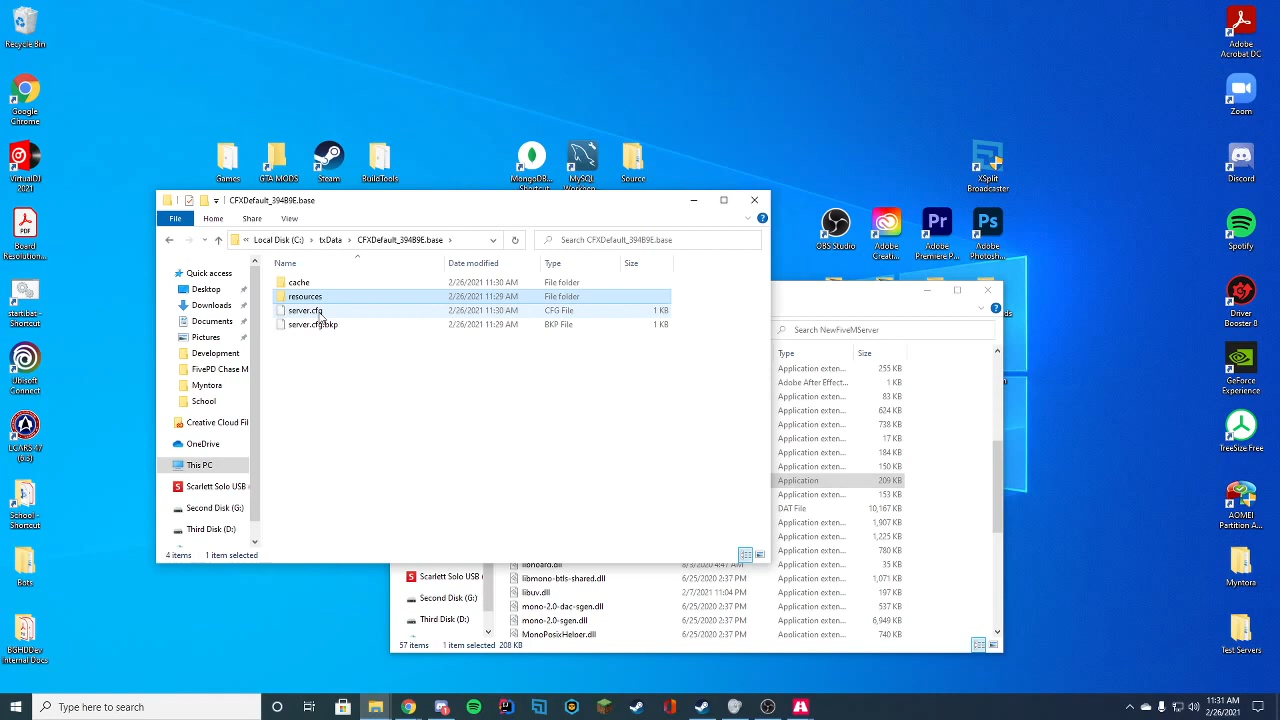 Recycle Bin
Google
Chrome
VirtualDJ
2021
Board
Resolution...
start.bat -
Shortcut
Ubisoft
Connect
LCARS 47
(6.3)
School -
Shortcut
Bots
BGHDDev
Internal Docs
Games
GTA MODS
Steam
BuildTools
MongoDB...
Shortcut
MySQL
Workben...
Source
XSplit
Broadcaster
OBS Studio
Adobe
Creati...
Adobe
Premiere P...
Adobe
Photosh...
Adobe
Acrobat DC
Zoom
Discord
Spotify
Driver
Booster 8
GeForce
Experience
TreeSize Free
AOMEI
Partition A...
Myntora
Test Servers
CFXDefault_394B9E.base
File
Home
Share
View
« Local Disk (C:) > txData > CFXDefault_394B9E.base >
Search CFXDefault_394B9E.base
Name
Date modified
Type
Size
Quick access
Desktop
Downloads
Documents
Pictures
Development
FivePD Chase M
Myntora
School
Creative Cloud Fil
OneDrive
This PC
Scarlett Solo USB
Second Disk (G:)
Third Disk (D:)
cache 2/26/2021 11:30 AM File folder
resources 2/26/2021 11:29 AM File folder
server.cfg 2/26/2021 11:30 AM CFG File 1 KB
server.cfg.bkp 2/26/2021 11:29 AM BKP File 1 KB
4 items 1 item selected
Search NewFiveMServer
Type Size
Application exten... 255 KB
Adobe After Effect... 1 KB
Application exten... 83 KB
Application exten... 624 KB
Application exten... 738 KB
Application exten... 17 KB
Application exten... 184 KB
Application exten... 150 KB
Application 209 KB
Application exten... 153 KB
DAT File 10,167 KB
Application exten... 1,907 KB
Application exten... 1,225 KB
Application exten... 780 KB
Application exten... 35 KB
libmono-btls-shared.dll 6/25/2020 2:37 PM Application exten... 1,071 KB
libuv.dll 2/7/2021 11:04 PM Application exten... 197 KB
mono-2.0-dac-sgen.dll 6/25/2020 2:37 PM Application exten... 537 KB
mono-2.0-sgen.dll 6/25/2020 2:37 PM Application exten... 6,949 KB
MonoPosixHelper.dll 6/25/2020 2:37 PM Application exten... 740 KB
Scarlett Solo USB
Second Disk (G:)
Third Disk (D:)
57 items 1 item selected 208 KB
Type here to search
11:31 AM
2/26/2021